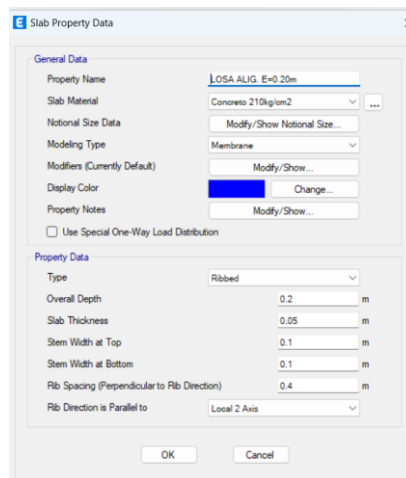 E Slab Property Data
General Data
Property Name LOSA ALIG. E=0.20m
Slab Material Concreto 210kg/cm2 ...
Notional Size Data Modify/Show Notional Size...
Modeling Type Membrane
Modifiers (Currently Default) Modify/Show...
Display Color Change...
Property Notes Modify/Show...
Use Special One-Way Load Distribution
Property Data
Type Ribbed
Overall Depth 0.2 m
Slab Thickness 0.05 m
Stem Width at Top 0.1 m
Stem Width at Bottom 0.1 m
Rib Spacing (Perpendicular to Rib Direction) 0.4 m
Rib Direction is Parallel to Local 2 Axis
OK Cancel